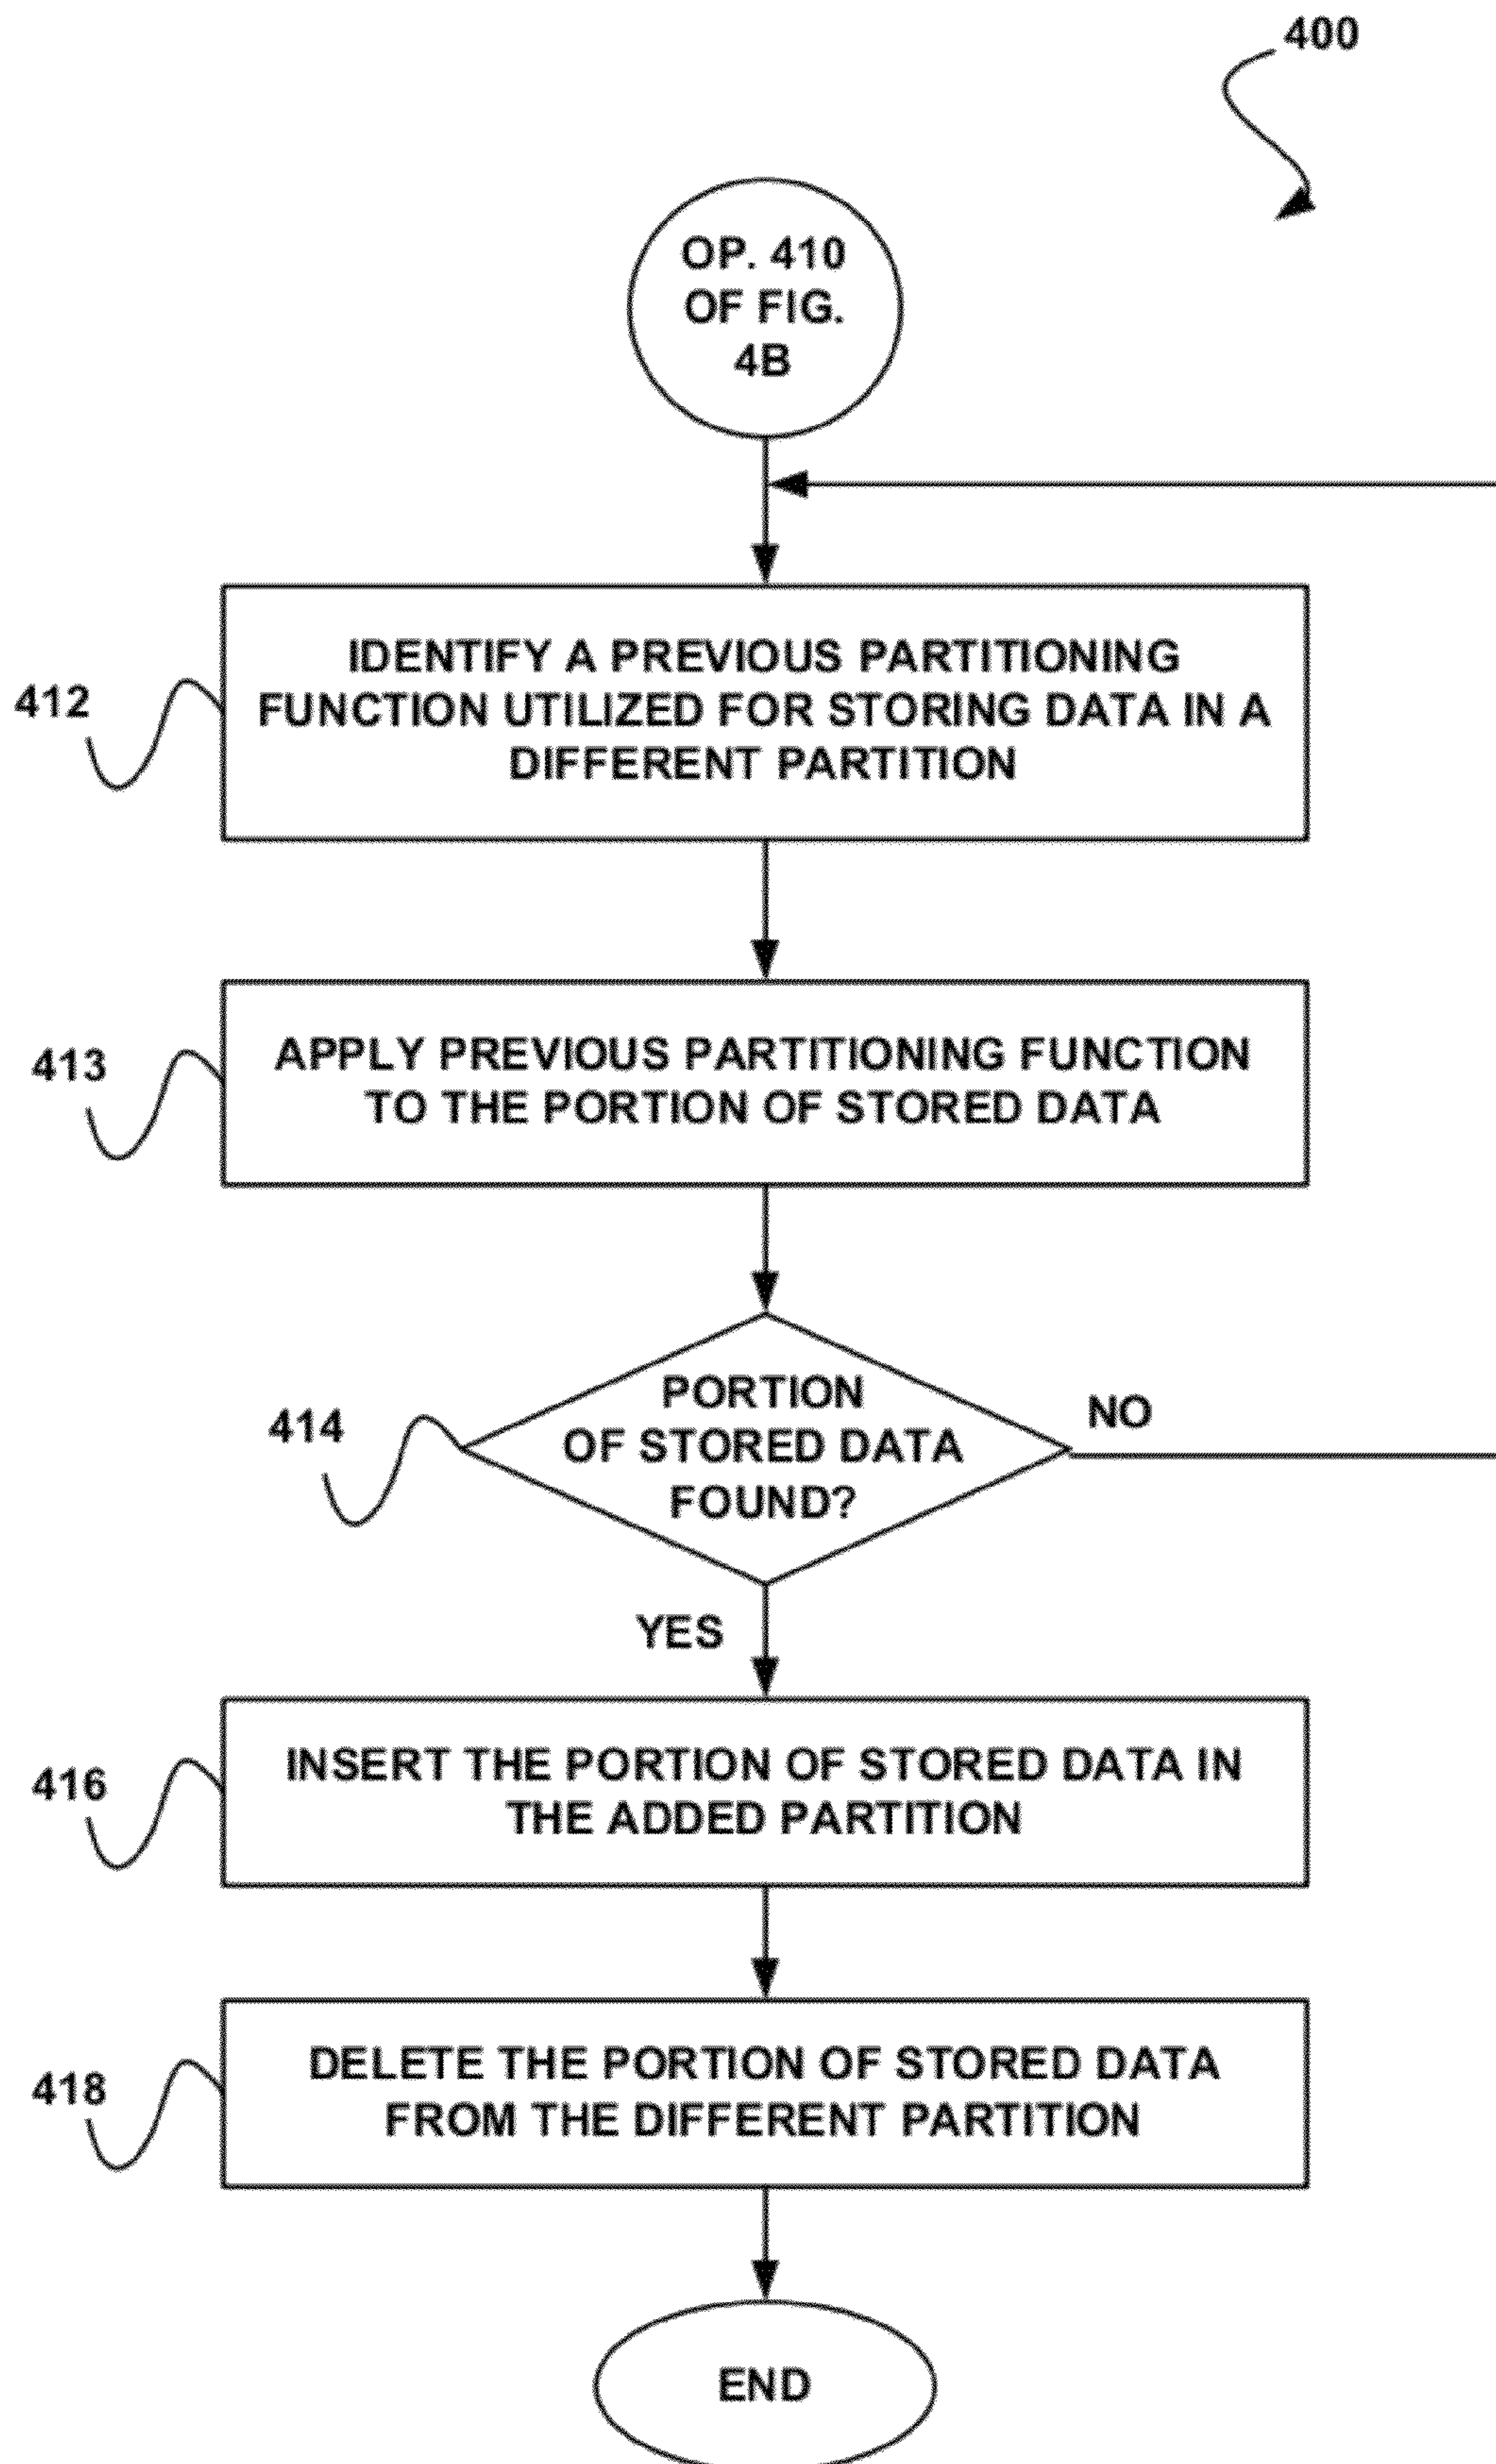 400
OP. 410
OF FIG.
4B
IDENTIFY A PREVIOUS PARTITIONING
FUNCTION UTILIZED FOR STORING DATA IN A
DIFFERENT PARTITION
412
APPLY PREVIOUS PARTITIONING FUNCTION
TO THE PORTION OF STORED DATA
413
PORTION
OF STORED DATA
FOUND?
414
NO
YES
INSERT THE PORTION OF STORED DATA IN
THE ADDED PARTITION
416
DELETE THE PORTION OF STORED DATA
FROM THE DIFFERENT PARTITION
418
END